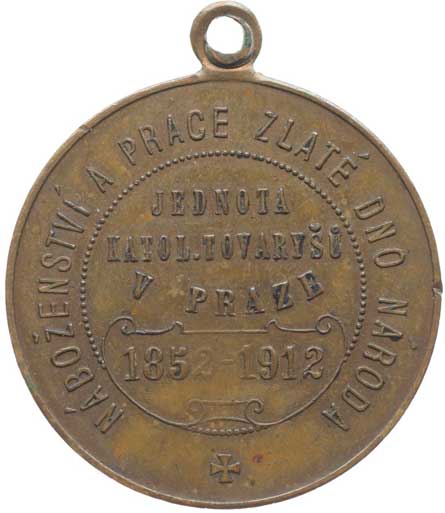 NÁBOŽENSTVÍ A PRÁCE ZLATÉ DNO NÁRODA
JEDNOTA
KATOL. TOVARYŠŮ
V PRAZE
1852-1912